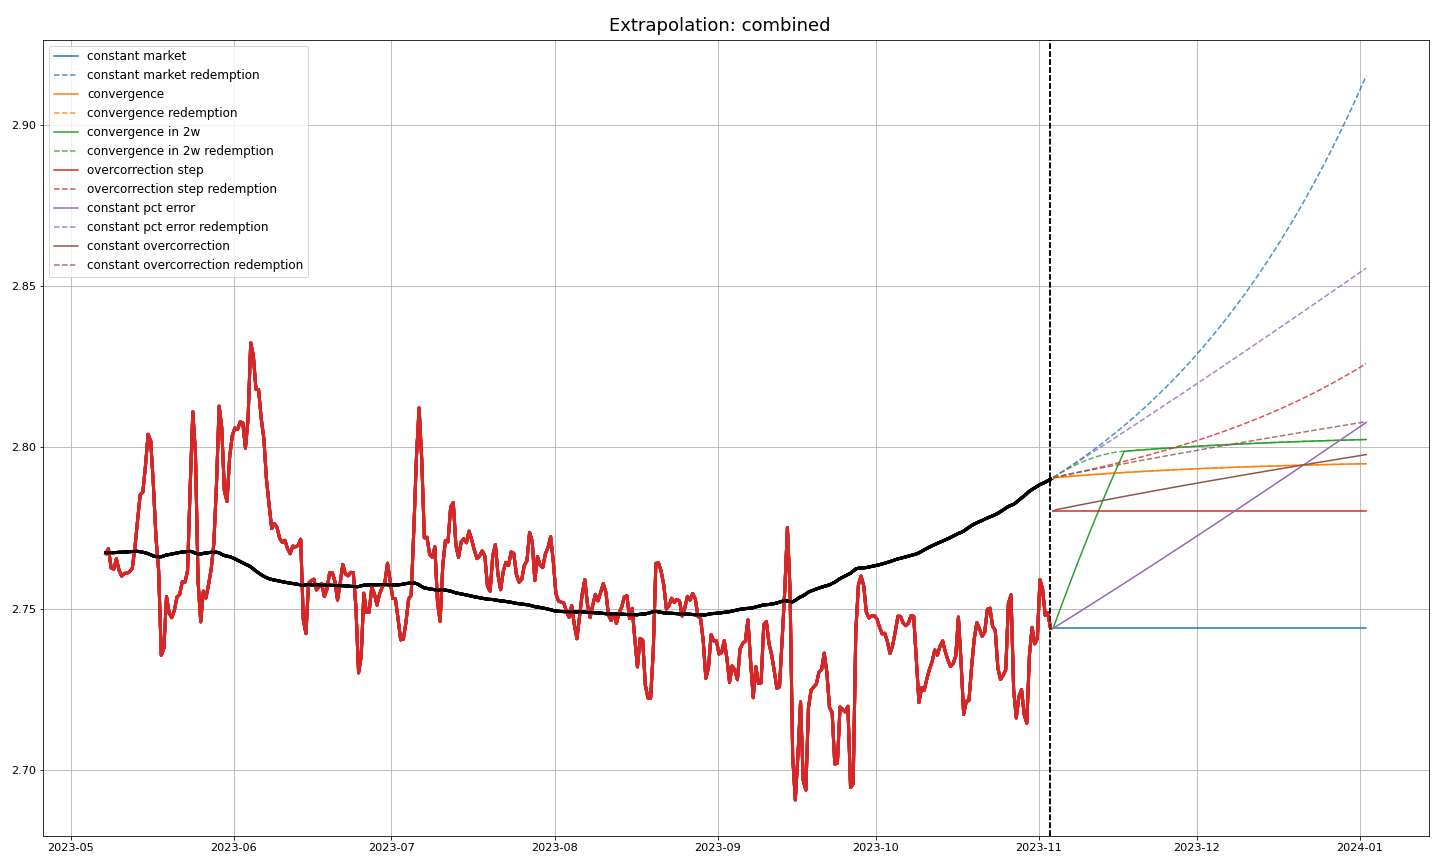 Extrapolation: combined
constant market
constant market redemption
convergence
convergence redemption
convergence in 2w
convergence in 2w redemption
overcorrection step
overcorrection step redemption
constant pct error
constant pct error redemption
constant overcorrection
constant overcorrection redemption
2.90
2.85
2.80
2.75
2.70
2023-05
2023-06
2023-07
2023-08
2023-09
2023-10
2023-11
2023-12
2024-01